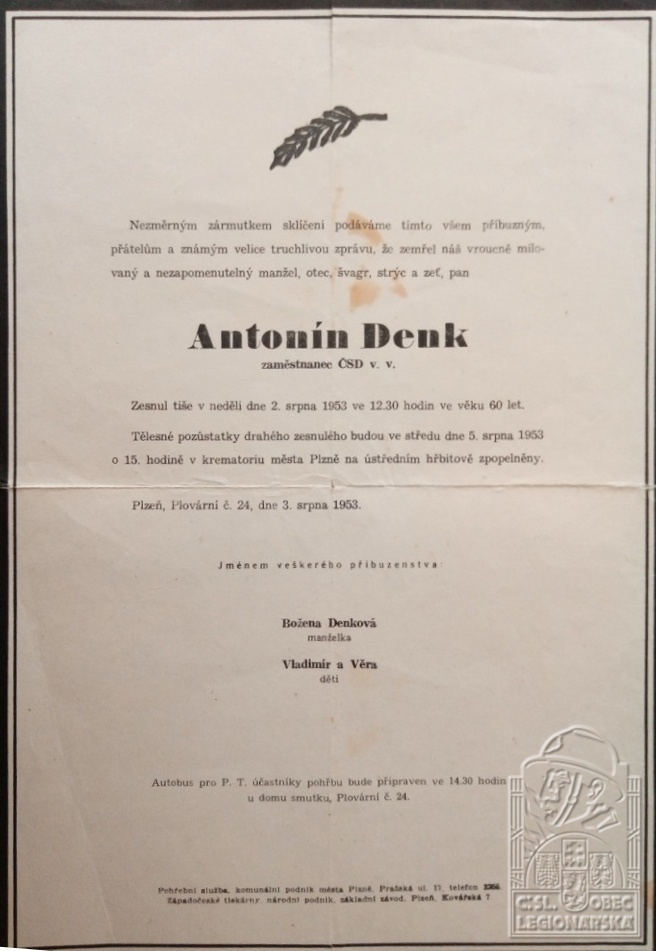 Nezměrným zármutkem sklíčeni podáváme tímto všem příbuzným,
přátelům a známým velice truchlivou zprávu, že zemřel náš vroucně milo-
vaný a nezapomenutelný manžel, otec, švagr, strýc a zeť, pan
Antonín Denk
zaměstnanec ČSD v. v.
Zesnul tiše v neděli dne 2. srpna 1953 ve 12.30 hodin ve věku 60 let.
Tělesné pozůstatky drahého zesnulého budou ve středu dne 5. srpna 1953
o 15. hodině v krematoriu města Plzně na ústředním hřbitově zpopelněny.
Plzeň, Plovární č. 24, dne 3. srpna 1953.
Jménem veškerého příbuzenstva:
Božena Denková
manželka
Vladimír a Věra
děti
Autobus pro P. T. účastníky pohřbu bude připraven ve 14.30 hodin
u domu smutku, Plovární č. 24.
Pohřební služba, komunální podnik města Plzně, Pražská ul. telefon
Západočeské tiskárny, národní podnik, základní závod, Plzeň, Kovářská 7
ČSL. OBEC
LEGIONÁŘSKÁ